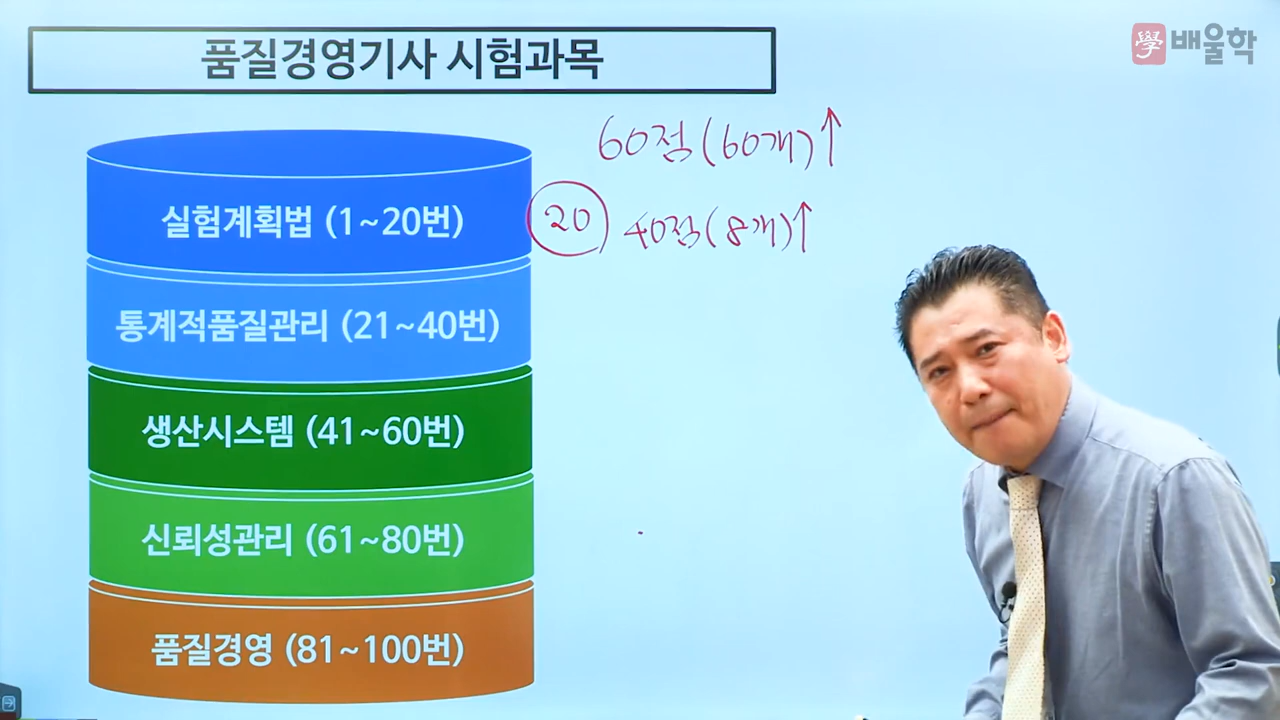 품질경영기사 시험과목
學 배울학
60점(60개)↑
실험계획법 (1~20번)
20 40점(8개)↑
통계적품질관리 (21~40번)
생산시스템 (41~60번)
신뢰성관리 (61~80번)
품질경영 (81~100번)